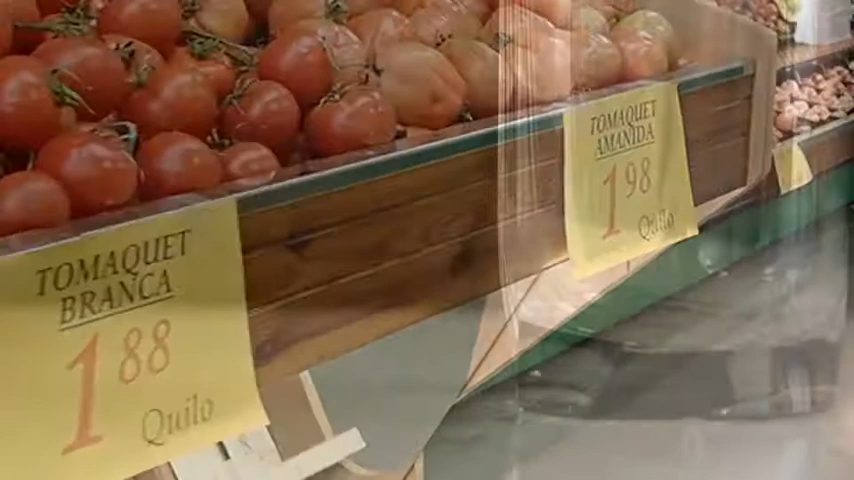 TOMAQUET
BRANCA
1 88
Quilo
TOMAQUET
AMANIDA
1 98
Quilo